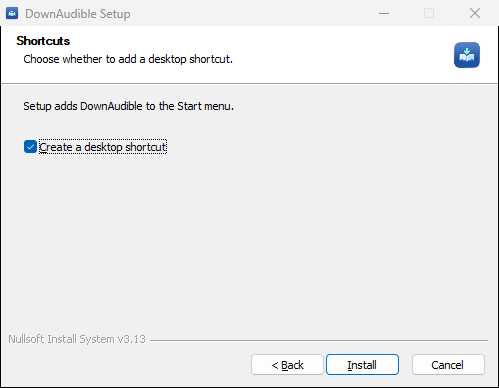 DownAudible Setup
Shortcuts
Choose whether to add a desktop shortcut.
Setup adds DownAudible to the Start menu.
Create a desktop shortcut
Nullsoft Install System v3.13
< Back
Install
Cancel